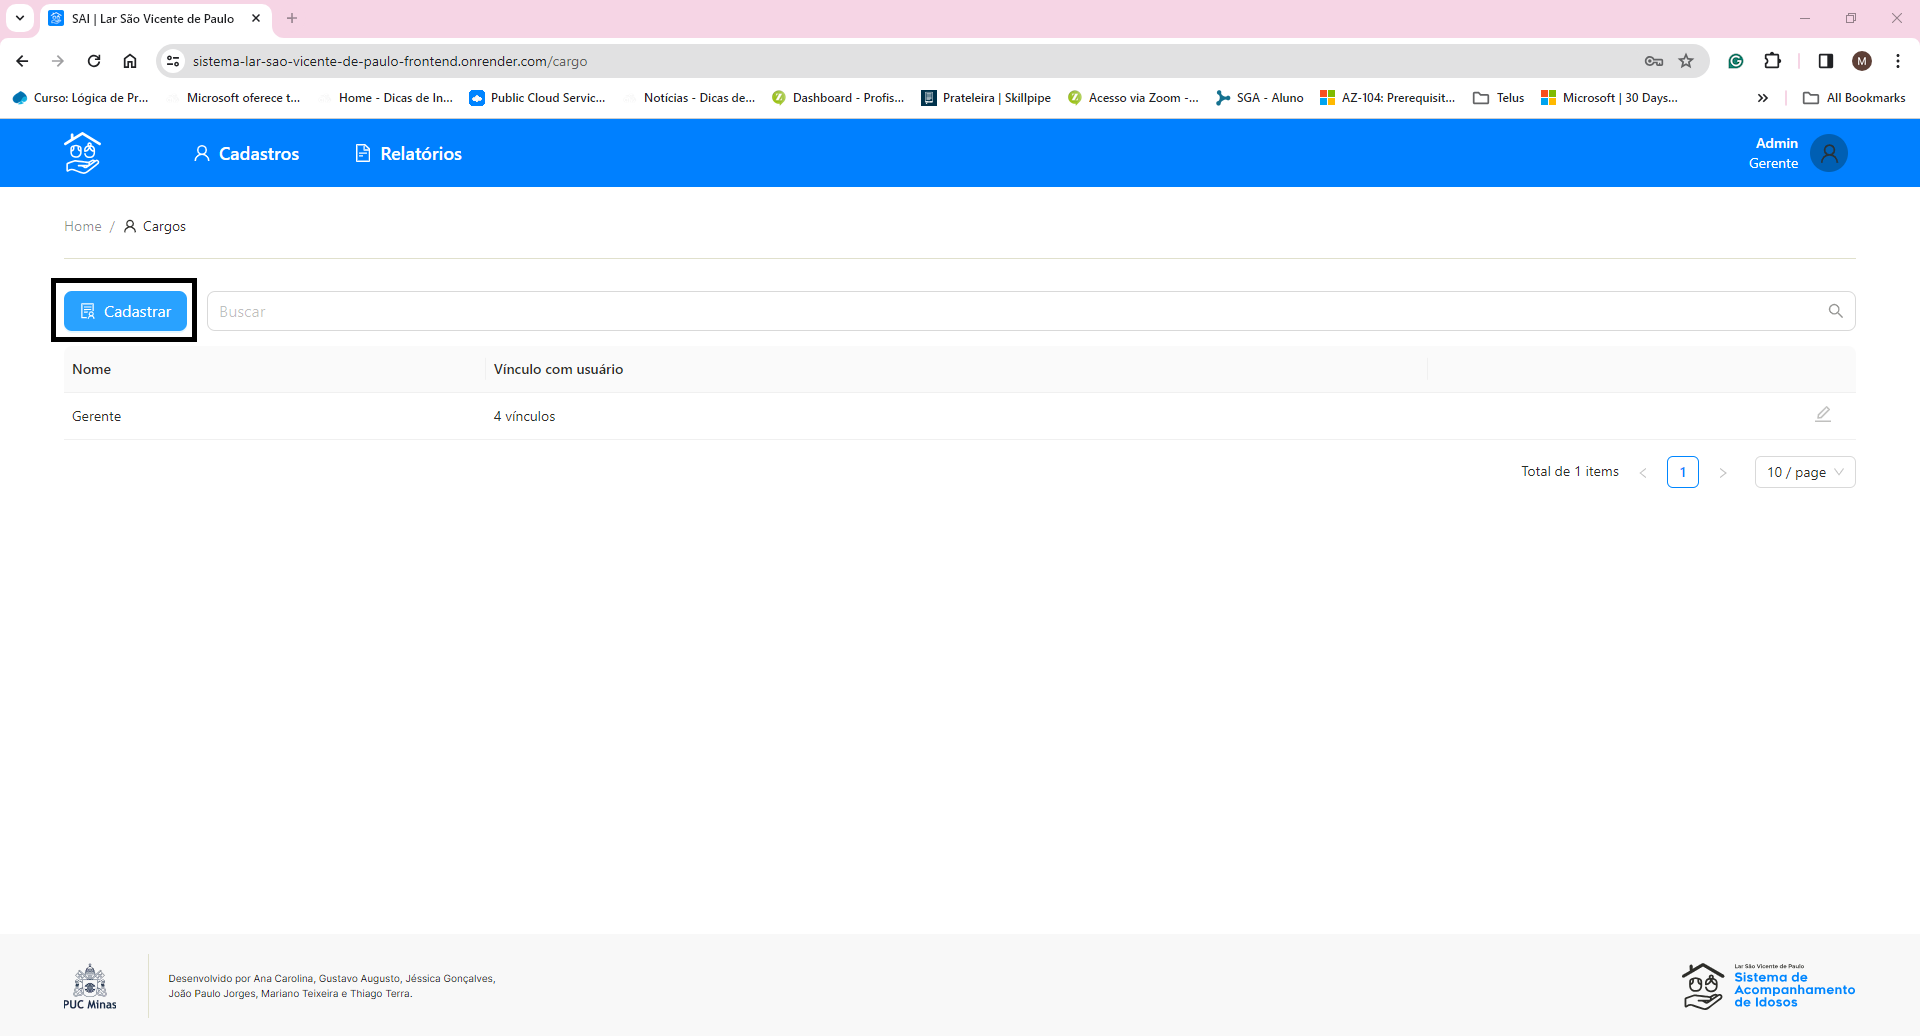 SAI | Lar São Vicente de Paulo
sistema-lar-sao-vicente-de-paulo-frontend.onrender.com/cargo
M
Curso: Lógica de Pr... Microsoft oferece t... Home - Dicas de In... Public Cloud Servic... Notícias - Dicas de... Dashboard - Profis... Prateleira | Skillpipe Acesso via Zoom -... SGA - Aluno AZ-104: Prerequisit... Telus Microsoft | 30 Days... All Bookmarks
Cadastros Relatórios
Admin
Gerente
Home / Cargos
Cadastrar Buscar
Nome Vínculo com usuário
Gerente 4 vínculos
Total de 1 items < 1 > 10 / page
PUC Minas
Desenvolvido por Ana Carolina, Gustavo Augusto, Jéssica Gonçalves,
João Paulo Jorges, Mariano Teixeira e Thiago Terra.
Lar São Vicente de Paulo
Sistema de
Acompanhamento
de Idosos